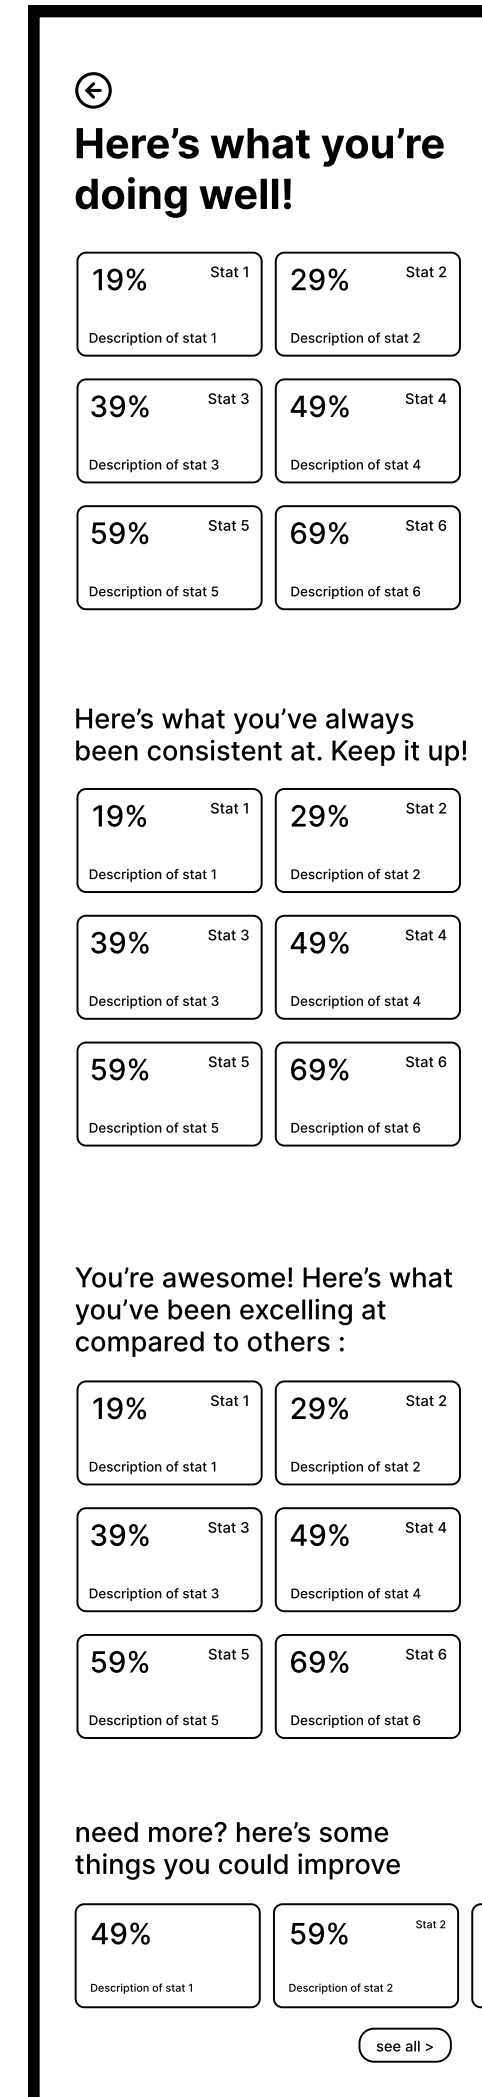 Here’s what you’re
doing well!
19% Stat 1
Description of stat 1
29% Stat 2
Description of stat 2
39% Stat 3
Description of stat 3
49% Stat 4
Description of stat 4
59% Stat 5
Description of stat 5
69% Stat 6
Description of stat 6
Here’s what you’ve always
been consistent at. Keep it up!
19% Stat 1
Description of stat 1
29% Stat 2
Description of stat 2
39% Stat 3
Description of stat 3
49% Stat 4
Description of stat 4
59% Stat 5
Description of stat 5
69% Stat 6
Description of stat 6
You’re awesome! Here’s what
you’ve been excelling at
compared to others :
19% Stat 1
Description of stat 1
29% Stat 2
Description of stat 2
39% Stat 3
Description of stat 3
49% Stat 4
Description of stat 4
59% Stat 5
Description of stat 5
69% Stat 6
Description of stat 6
need more? here’s some
things you could improve
49%
Description of stat 1
59% Stat 2
Description of stat 2
see all >